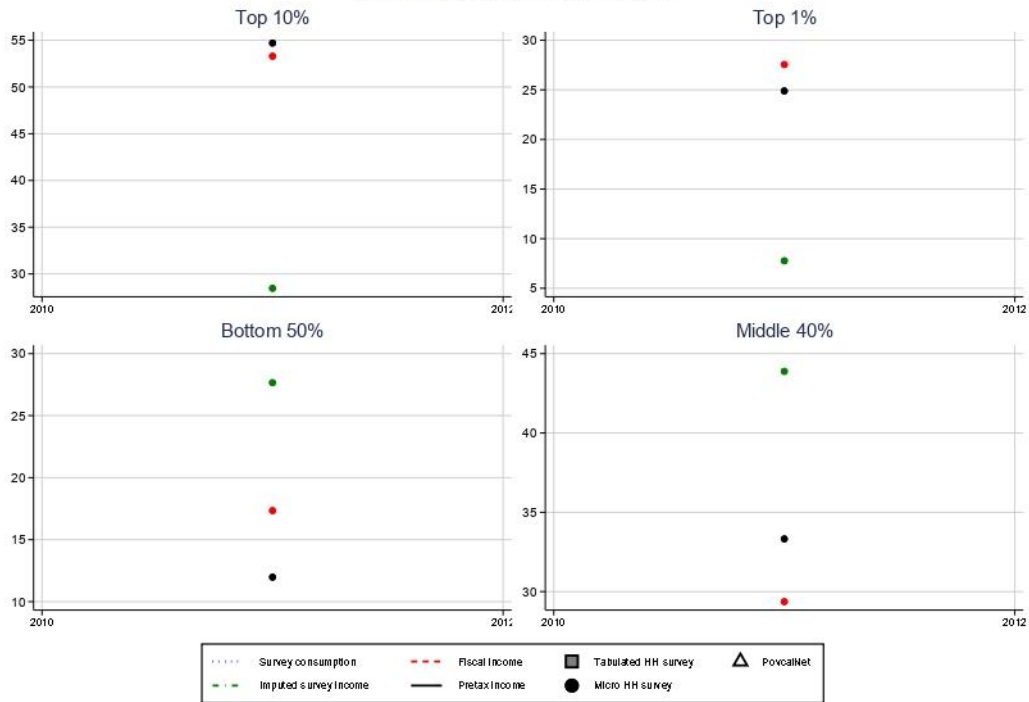 Top 10%
Top 1%
55
50
45
40
35
30
2010
2012
30
25
20
15
10
5
2010
2012
Bottom 50%
Middle 40%
30
25
20
15
10
2010
2012
45
40
35
30
2010
2012
Survey consumption
Fiscal income
Tabulated HH survey
PovcalNet
Imputed survey income
Pretax income
Micro HH survey